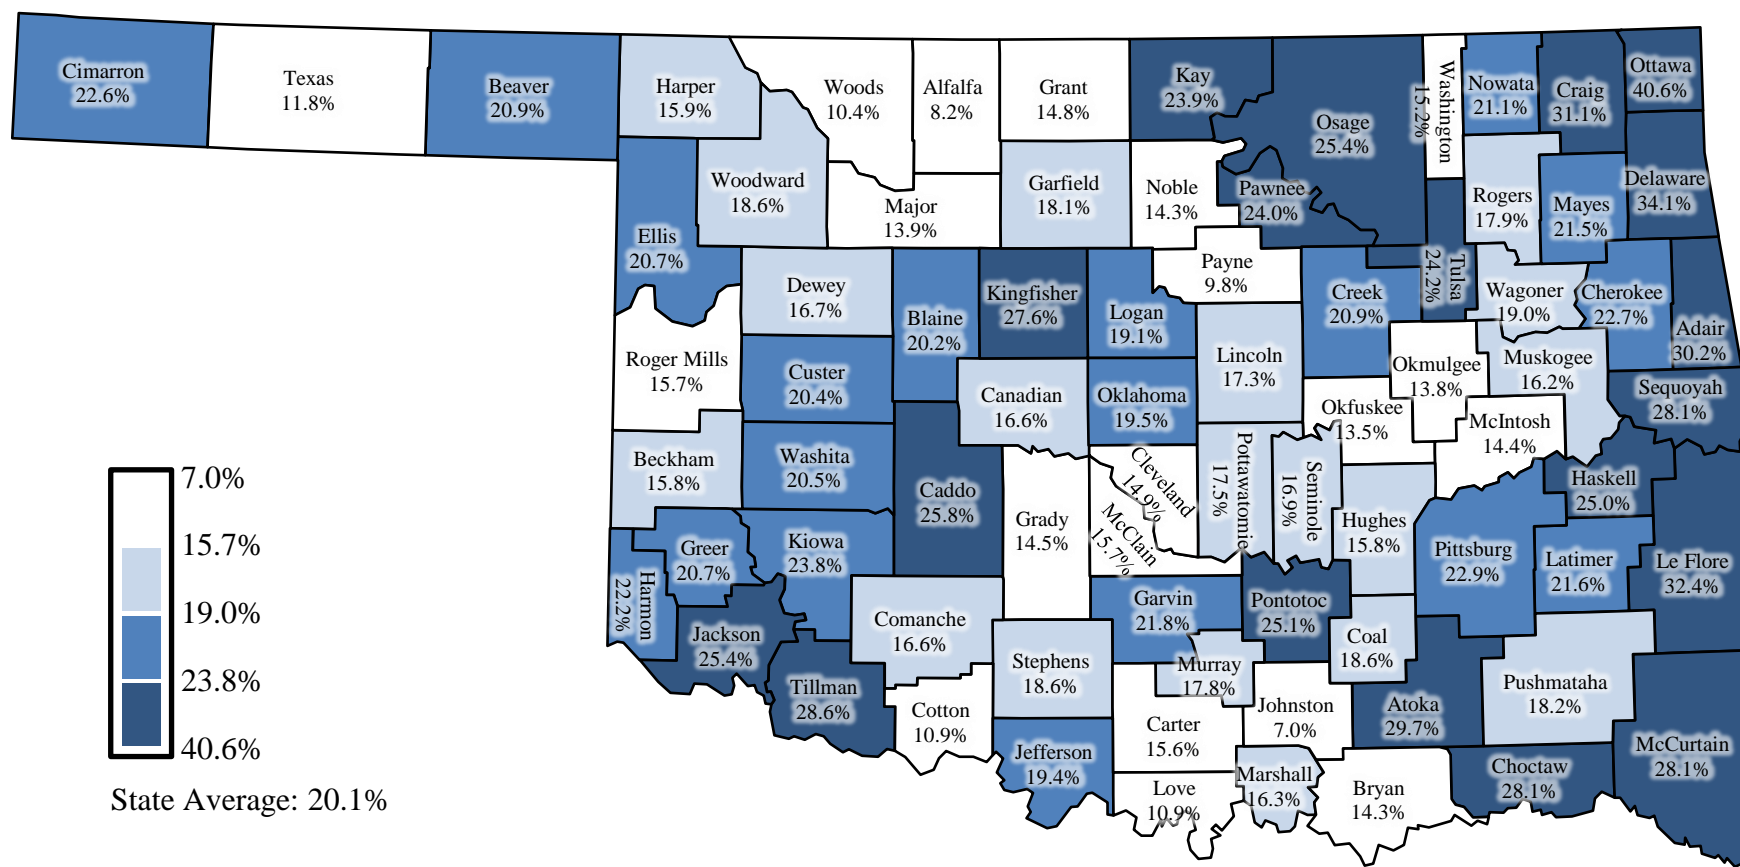 Cimarron
22.6%
Texas
11.8%
Beaver
20.9%
Harper
15.9%
Woods
10.4%
Alfalfa
8.2%
Grant
14.8%
Kay
23.9%
Osage
25.4%
Washington
15.2%
Nowata
21.1%
Craig
31.1%
Ottawa
40.6%
Woodward
18.6%
Major
13.9%
Garfield
18.1%
Noble
14.3%
Pawnee
24.0%
Rogers
17.9%
Mayes
21.5%
Delaware
34.1%
Ellis
20.7%
Dewey
16.7%
Blaine
20.2%
Kingfisher
27.6%
Logan
19.1%
Payne
9.8%
Creek
20.9%
Tulsa
24.2%
Wagoner
19.0%
Cherokee
22.7%
Adair
30.2%
Roger Mills
15.7%
Custer
20.4%
Canadian
16.6%
Oklahoma
19.5%
Lincoln
17.3%
Okmulgee
13.8%
Muskogee
16.2%
Sequoyah
28.1%
Okfuskee
13.5%
McIntosh
14.4%
Beckham
15.8%
Washita
20.5%
Caddo
25.8%
Grady
14.5%
Cleveland
14.9%
McClain
15.7%
Pottawatomie
17.5%
Seminole
16.9%
Hughes
15.8%
Haskell
25.0%
Pittsburg
22.9%
Latimer
21.6%
Le Flore
32.4%
Greer
20.7%
Kiowa
23.8%
Harmon
22.2%
Jackson
25.4%
Tillman
28.6%
Comanche
16.6%
Cotton
10.9%
Stephens
18.6%
Jefferson
19.4%
Garvin
21.8%
Murray
17.8%
Pontotoc
25.1%
Coal
18.6%
Carter
15.6%
Johnston
7.0%
Atoka
29.7%
Pushmataha
18.2%
McCurtain
28.1%
Love
10.9%
Marshall
16.3%
Bryan
14.3%
Choctaw
28.1%
7.0%
15.7%
19.0%
23.8%
40.6%
State Average: 20.1%